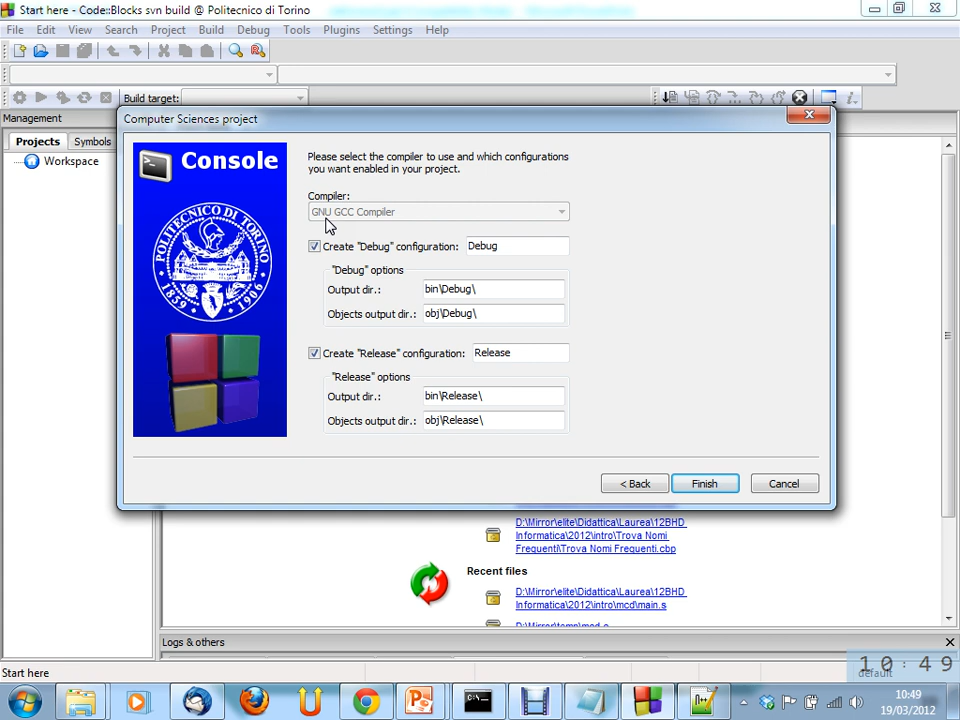 Start here - Code::Blocks svn build @ Politecnico di Torino
File Edit View Search Project Build Debug Tools Plugins Settings Help
Build target:
Management
Projects Symbols
Workspace
Computer Sciences project
Console
POLITECNICO DI TORINO
1859 1906
Please select the compiler to use and which configurations
you want enabled in your project.
Compiler:
GNU GCC Compiler
Create "Debug" configuration: Debug
"Debug" options
Output dir.: bin\Debug\
Objects output dir.: obj\Debug\
Create "Release" configuration: Release
"Release" options
Output dir.: bin\Release\
Objects output dir.: obj\Release\
< Back Finish Cancel
D:\Mirror\elite\Didattica\Laurea\12BHD
Informatica\2012\intro\Trova Nomi
Frequenti\Trova Nomi Frequenti.cbp
Recent files
D:\Mirror\elite\Didattica\Laurea\12BHD
Informatica\2012\intro\mcd\main.s
Logs & others
Start here
default
10:49
10:49
19/03/2012